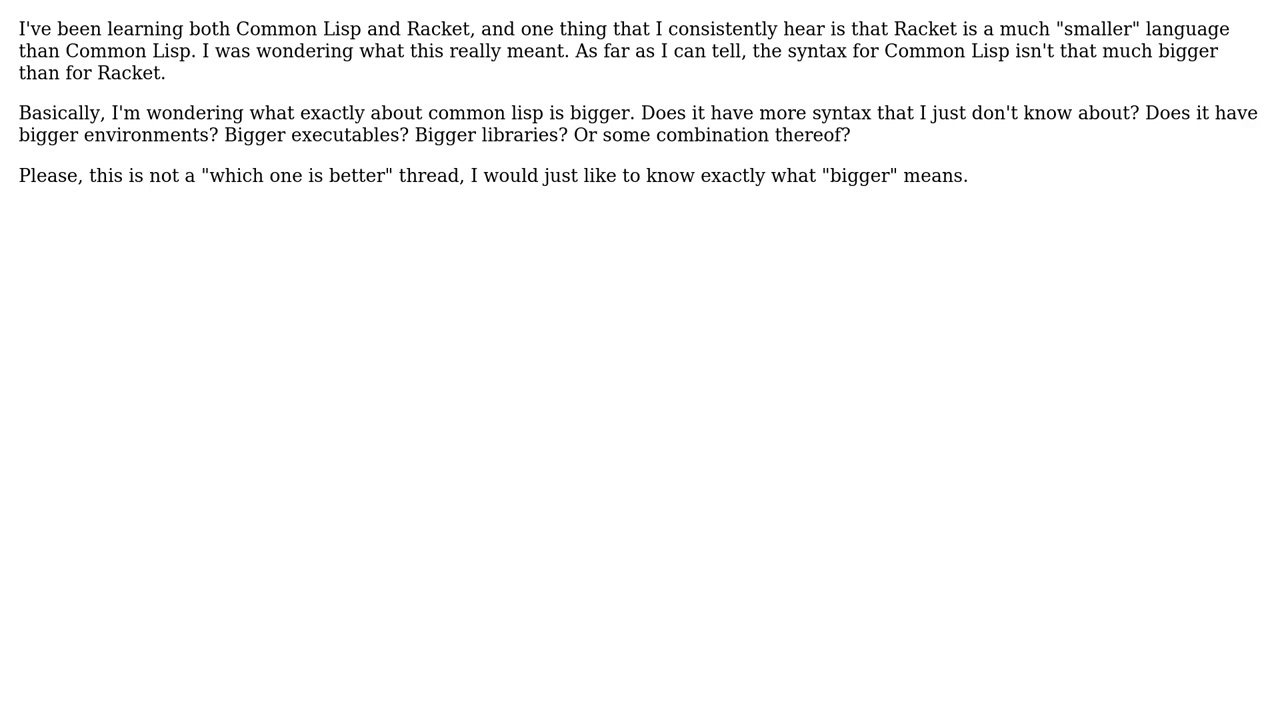 I've been learning both Common Lisp and Racket, and one thing that I consistently hear is that Racket is a much "smaller" language
than Common Lisp. I was wondering what this really meant. As far as I can tell, the syntax for Common Lisp isn't that much bigger
than for Racket.
Basically, I'm wondering what exactly about common lisp is bigger. Does it have more syntax that I just don't know about? Does it have
bigger environments? Bigger executables? Bigger libraries? Or some combination thereof?
Please, this is not a "which one is better" thread, I would just like to know exactly what "bigger" means.